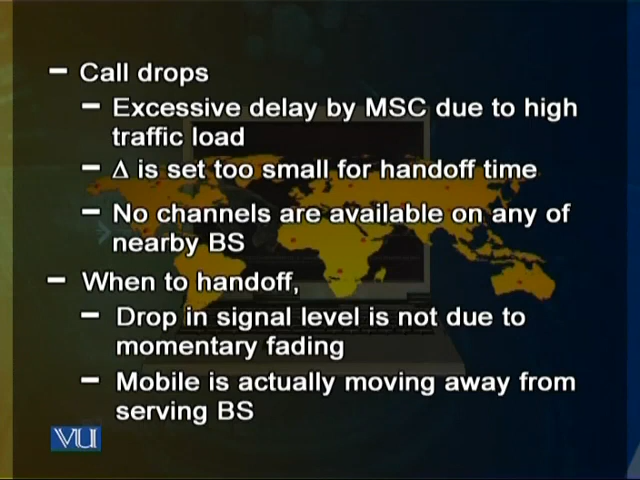 – Call drops
– Excessive delay by MSC due to high
traffic load
– Δ is set too small for handoff time
– No channels are available on any of
nearby BS
– When to handoff,
– Drop in signal level is not due to
momentary fading
– Mobile is actually moving away from
serving BS
VU